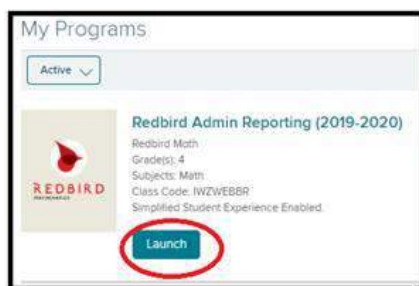 My Programs
Active
Redbird Admin Reporting (2019-2020)
Redbird Math
Grade(s): 4
Subjects: Math
Class Code: IWZWEBBR
Simplified Student Experience Enabled
REDBIRD
Launch